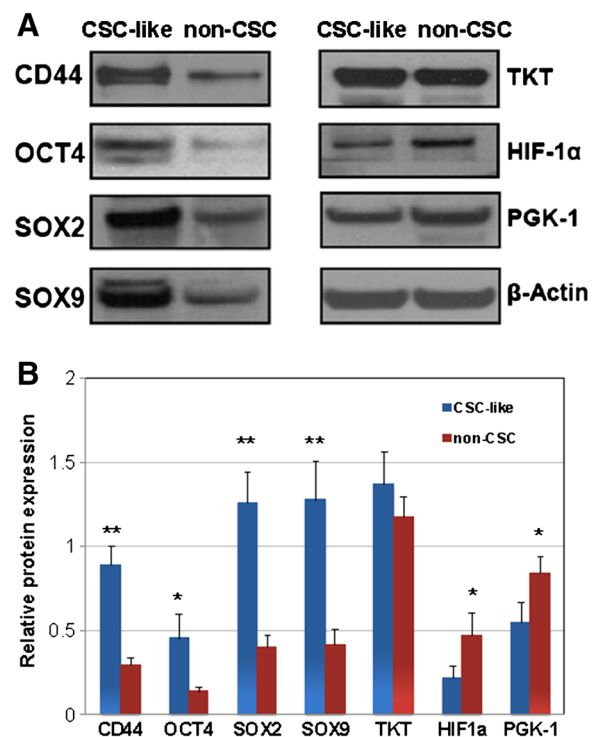 A
CSC-like non-CSC
CSC-like non-CSC
CD44
TKT
OCT4
HIF-1α
SOX2
PGK-1
SOX9
β-Actin
B
Relative protein expression
2
1.5
1
0.5
0
CSC-like
non-CSC
**
*
**
**
*
*
CD44 OCT4 SOX2 SOX9 TKT HIF1a PGK-1